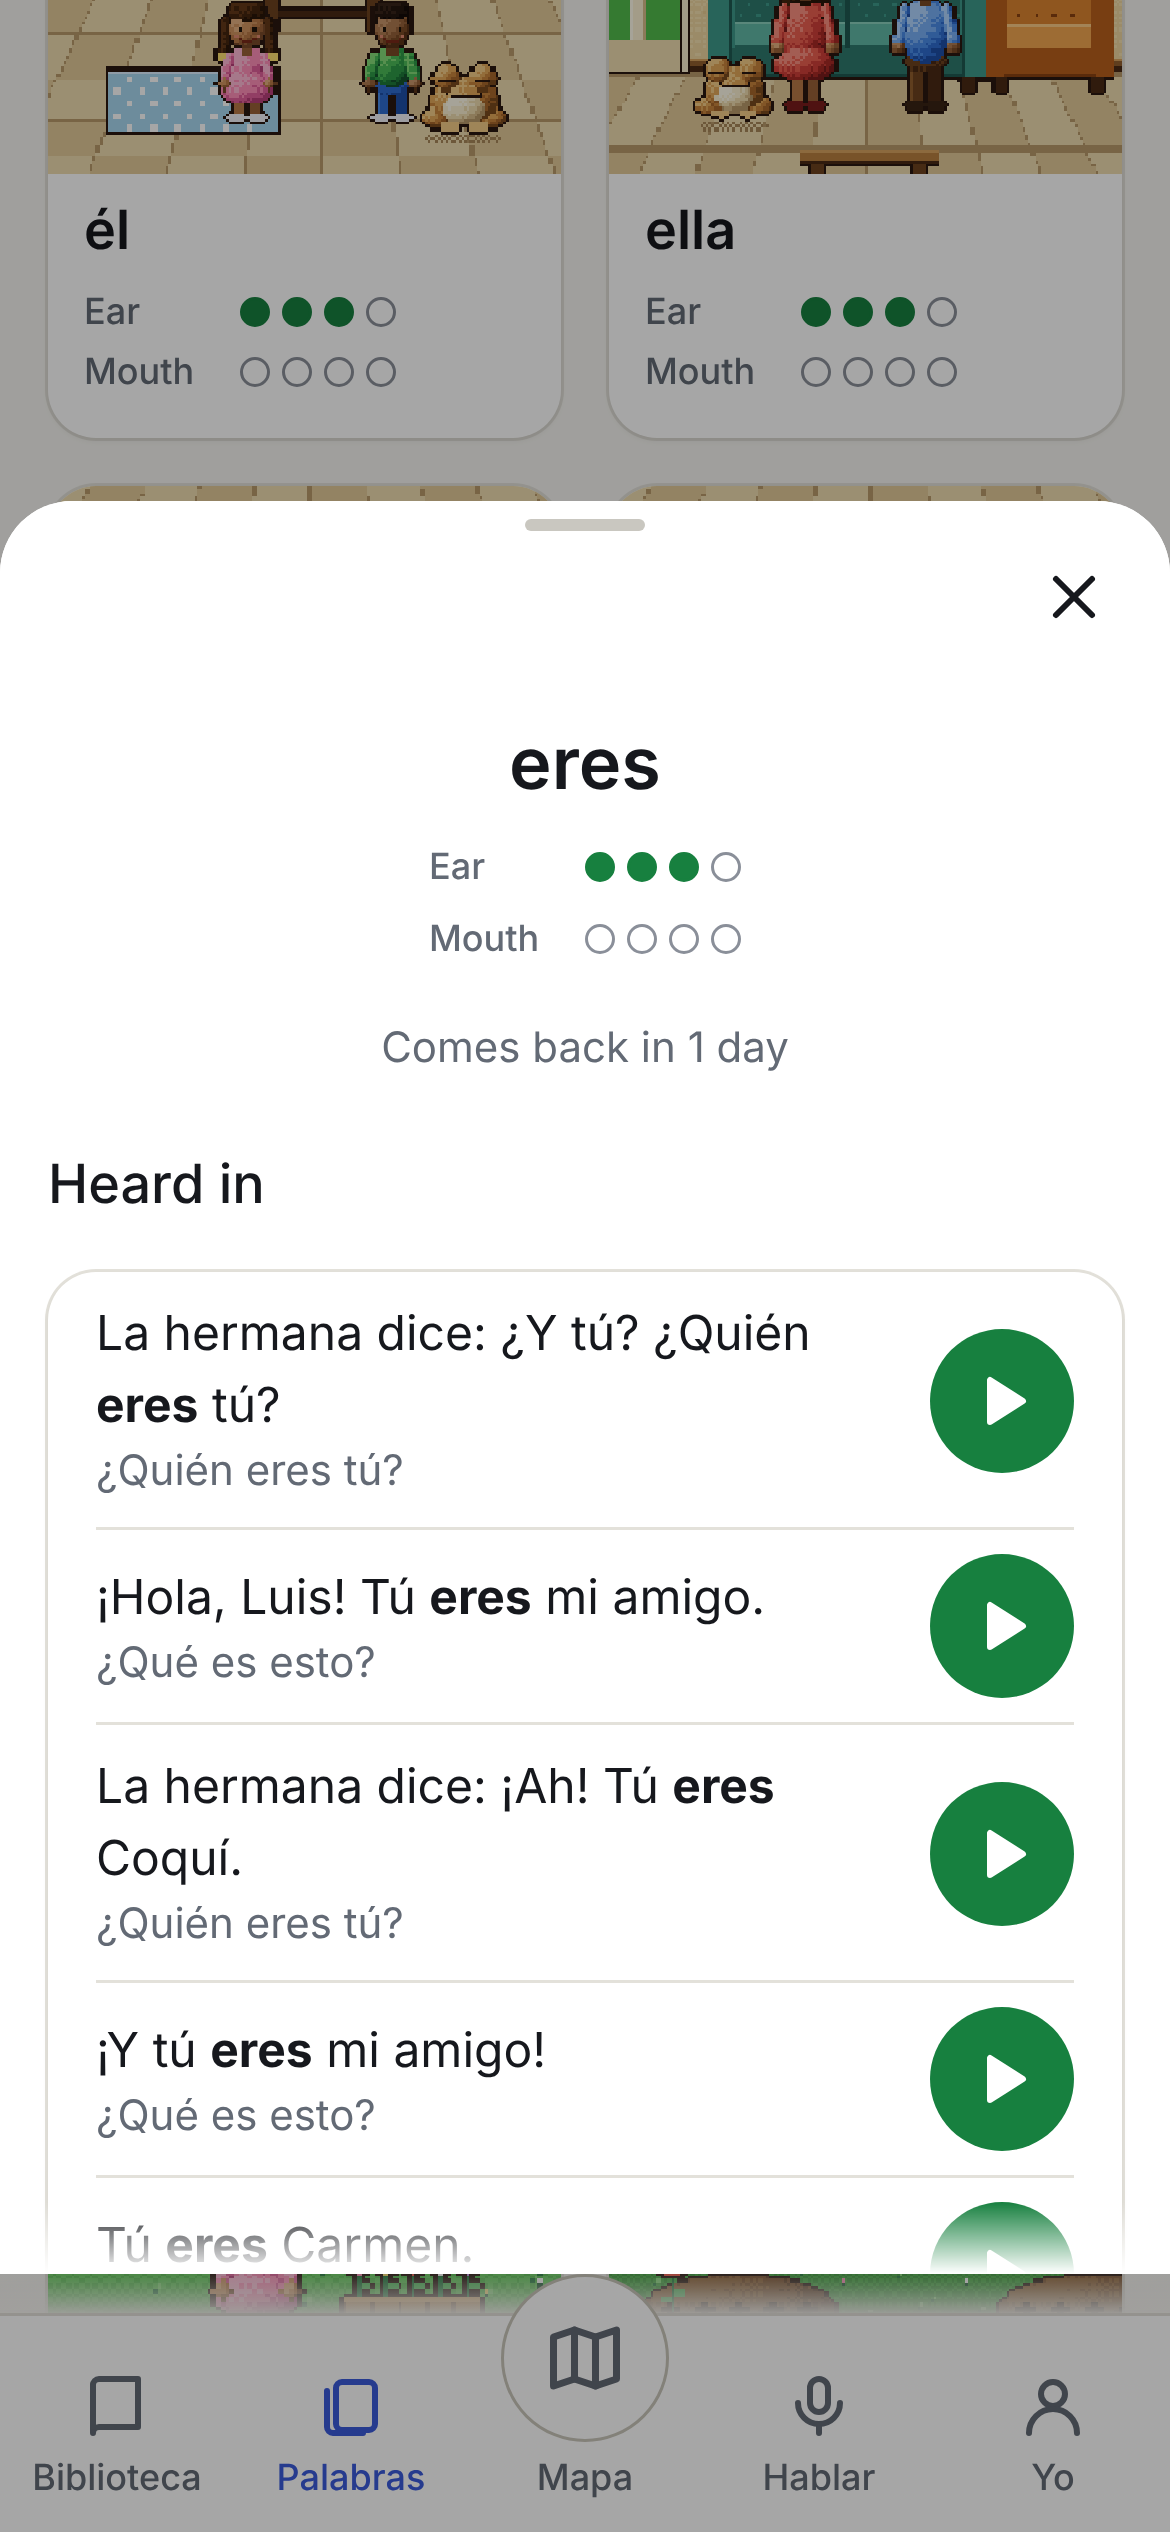 él
ella
Ear
Ear
Mouth
Mouth
eres
Ear
Mouth
Comes back in 1 day
Heard in
La hermana dice: ¿Y tú? ¿Quién
eres tú?
¿Quién eres tú?
¡Hola, Luis! Tú eres mi amigo.
¿Qué es esto?
La hermana dice: ¡Ah! Tú eres
Coquí.
¿Quién eres tú?
¡Y tú eres mi amigo!
¿Qué es esto?
Tú eres Carmen.
Biblioteca
Palabras
Mapa
Hablar
Yo